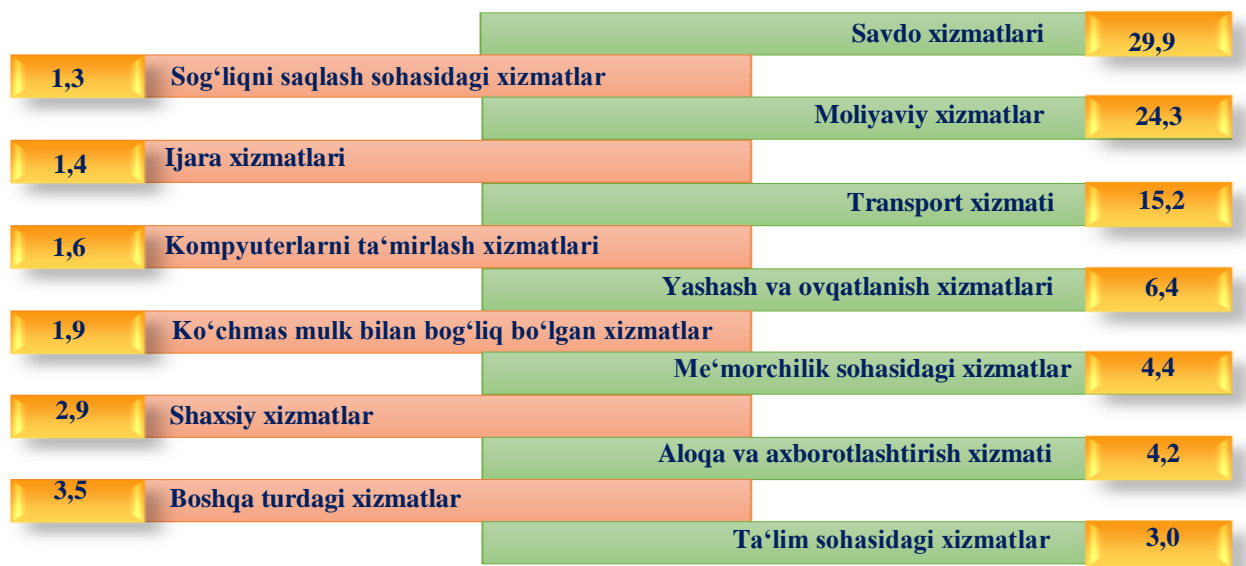 Savdo xizmatlari 29,9
1,3 Sog‘liqni saqlash sohasidagi xizmatlar
Moliyaviy xizmatlar 24,3
1,4 Ijara xizmatlari
Transport xizmati 15,2
1,6 Kompyuterlarni ta‘mirlash xizmatlari
Yashash va ovqatlanish xizmatlari 6,4
1,9 Ko‘chmas mulk bilan bog‘liq bo‘lgan xizmatlar
Me‘morchilik sohasidagi xizmatlar 4,4
2,9 Shaxsiy xizmatlar
Aloqa va axborotlashtirish xizmati 4,2
3,5 Boshqa turdagi xizmatlar
Ta‘lim sohasidagi xizmatlar 3,0